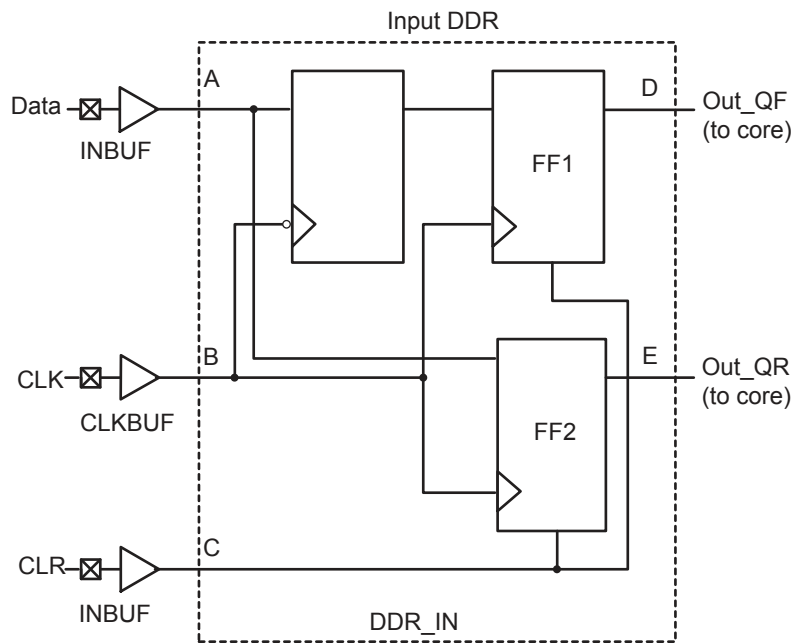 Input DDR
A
Data
INBUF
FF1
D
Out_QF
(to core)
B
CLK
CLKBUF
FF2
E
Out_QR
(to core)
C
CLR
INBUF
DDR_IN